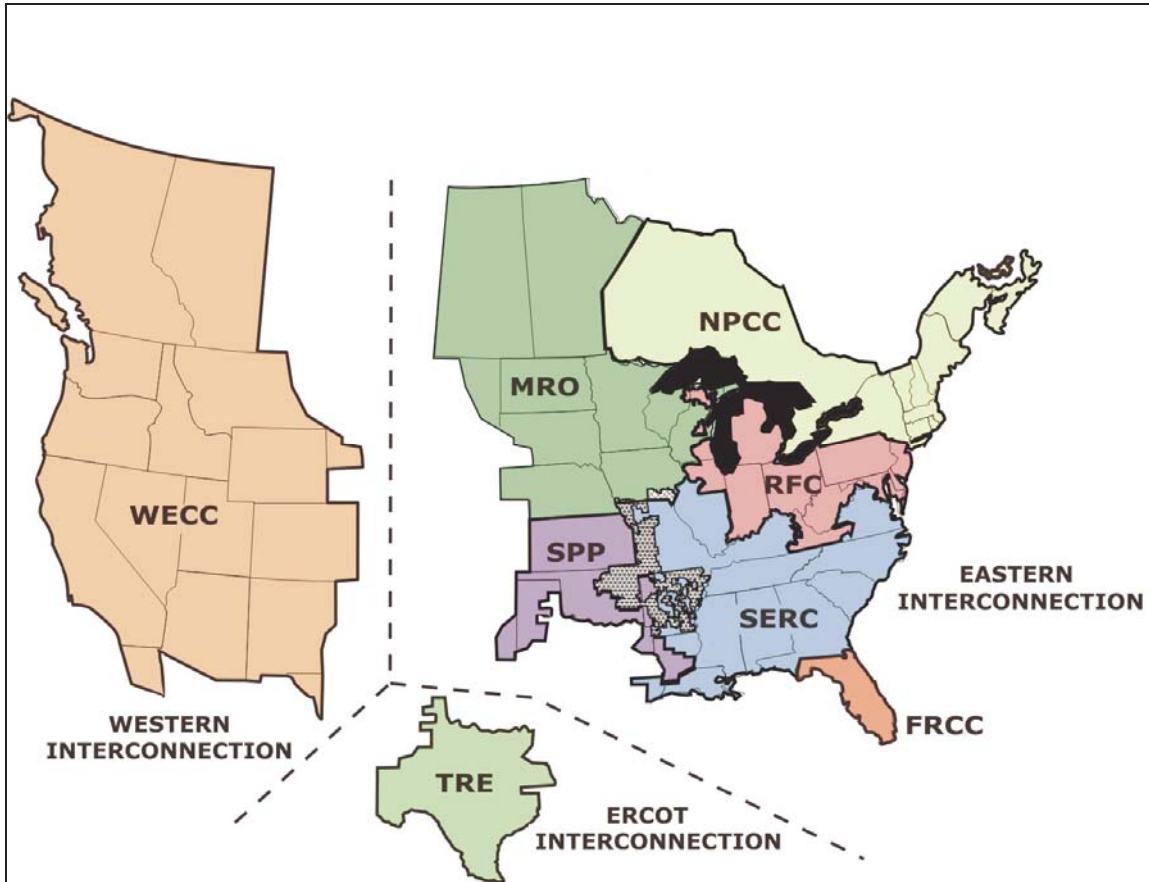 NPCC
MRO
RFC
WECC
SPP
EASTERN
INTERCONNECTION
SERC
WESTERN
INTERCONNECTION
FRCC
TRE
ERCOT
INTERCONNECTION